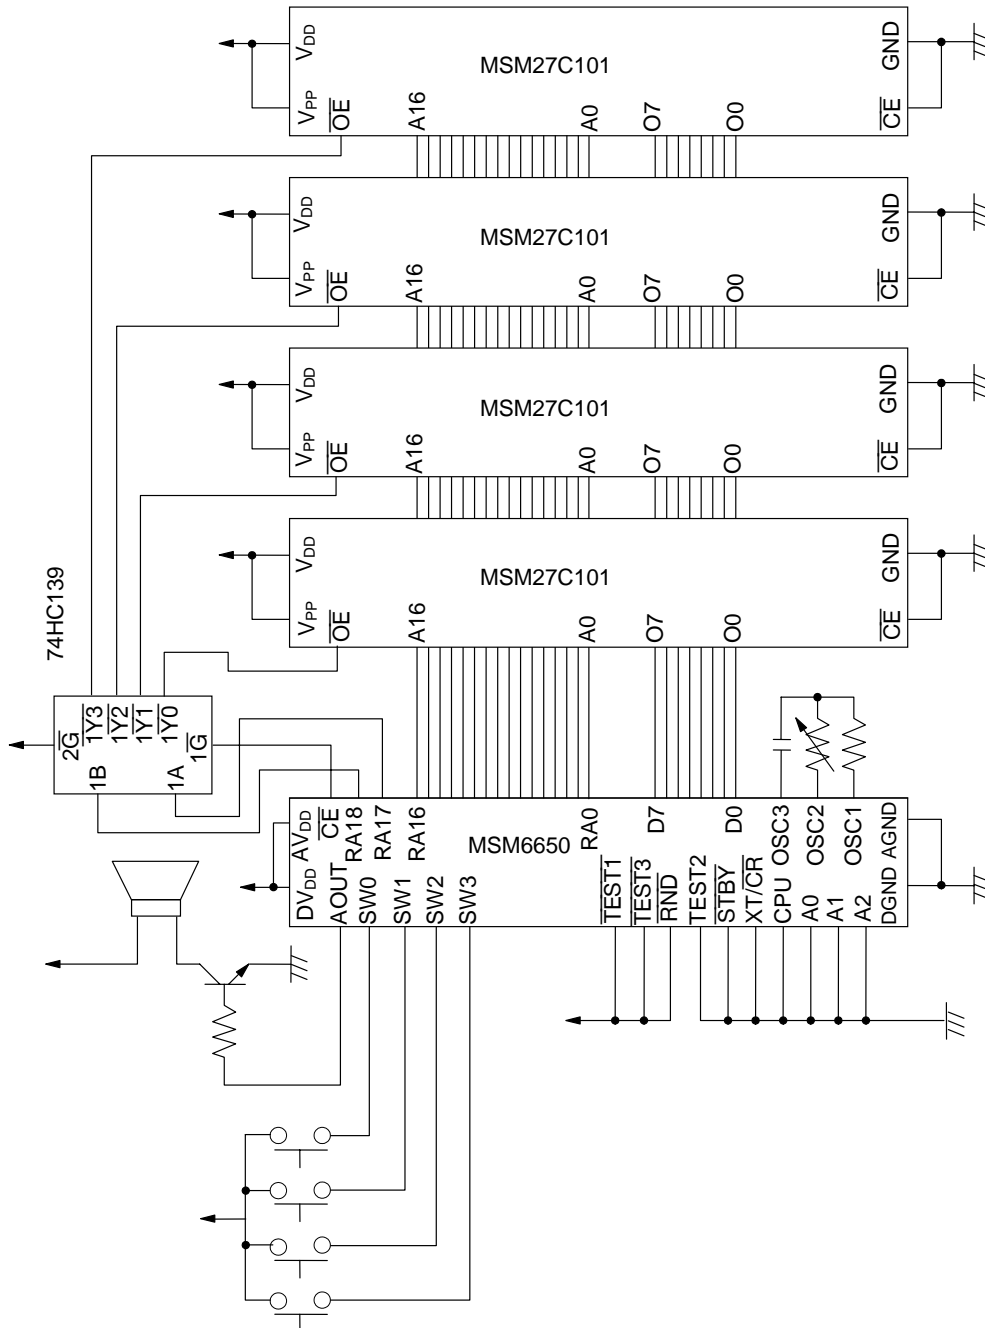 VDD
VPP
OE
A16
MSM27C101
A0
O7
O0
GND
CE
VDD
VPP
OE
A16
MSM27C101
A0
O7
O0
GND
CE
VDD
VPP
OE
A16
MSM27C101
A0
O7
O0
GND
CE
VDD
VPP
OE
A16
MSM27C101
A0
O7
O0
GND
CE
74HC139
2G
1Y3
1Y2
1Y1
1Y0
1B
1A
1G
MSM6650
DVDD
AVDD
CE
RA18
RA17
RA16
RA0
D7
D0
OSC3
OSC2
OSC1
AGND
DGND
AOUT
SW0
SW1
SW2
SW3
TEST1
TEST3
RND
TEST2
STBY
XT/CR
CPU
A0
A1
A2